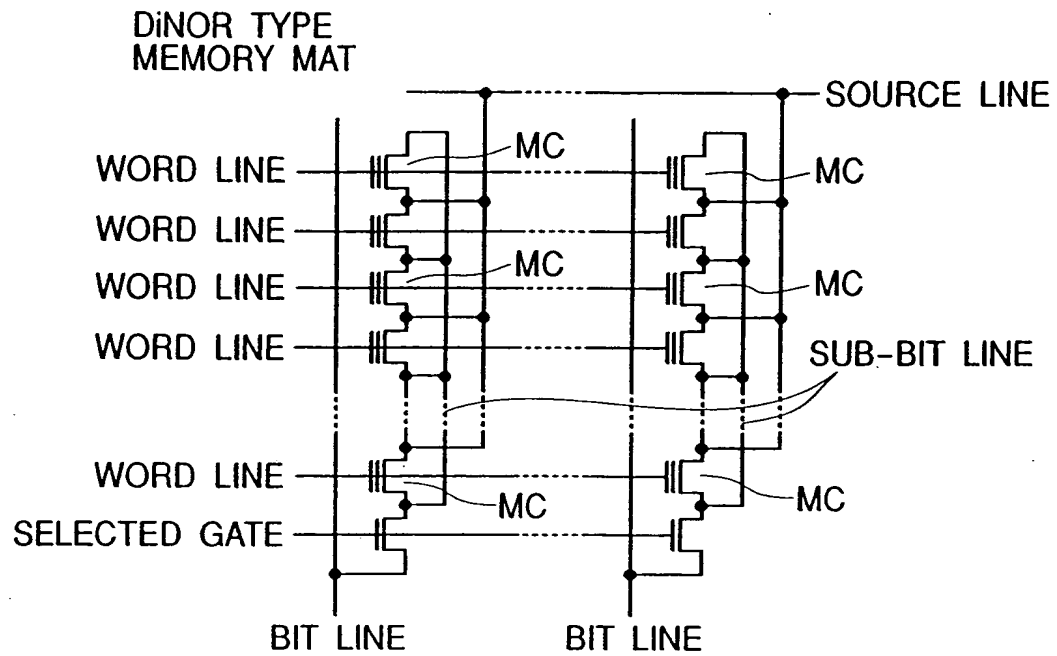 DiNOR TYPE
MEMORY MAT
SOURCE LINE
WORD LINE
MC
MC
WORD LINE
WORD LINE
MC
MC
WORD LINE
SUB-BIT LINE
WORD LINE
MC
MC
SELECTED GATE
BIT LINE
BIT LINE